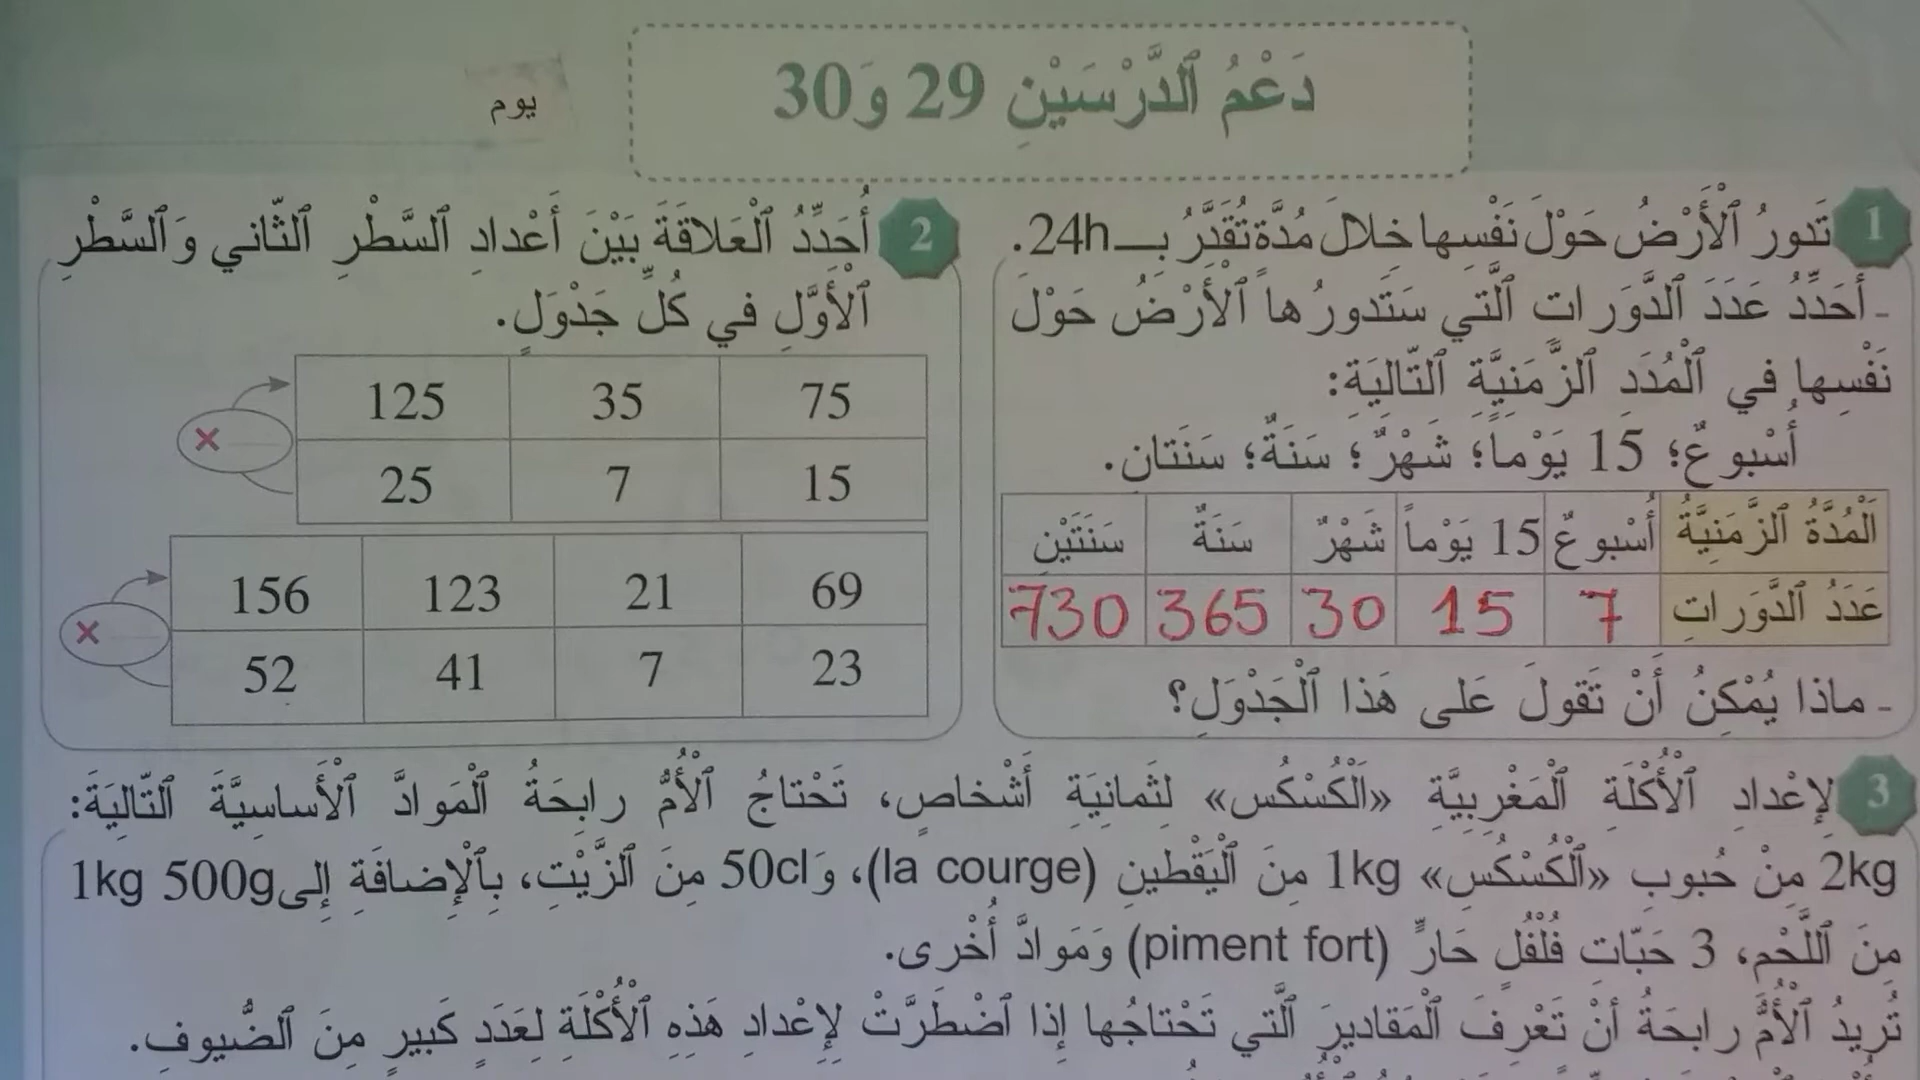 دَعْمُ ٱلدَّرْسَيْنِ 29 وَ30
يوم
1 تَدورُ ٱلْأَرْضُ حَوْلَ نَفْسِها خِلالَ مُدَّةٍ تُقَدَّرُ بِـ 24h.
- أُحَدِّدُ عَدَدَ ٱلدَّوَراتِ ٱلَّتي سَتَدورُها ٱلْأَرْضُ حَوْلَ
نَفْسِها في ٱلْمُدَدِ ٱلزَّمَنِيَّةِ ٱلتّالِيَةِ:
أُسْبوعٌ؛ 15 يَوْماً؛ شَهْرٌ؛ سَنَةٌ؛ سَنَتانِ.
اَلْمُدَّةُ ٱلزَّمَنِيَّةُ أُسْبوعٌ 15 يَوْماً شَهْرٌ سَنَةٌ سَنَتَيْنِ
عَدَدُ ٱلدَّوَراتِ 7 15 30 365 730
- ماذا يُمْكِنُ أَنْ تَقولَ عَلى هَذا ٱلْجَدْوَلِ؟
2 أُحَدِّدُ ٱلْعَلاقَةَ بَيْنَ أَعْدادِ ٱلسَّطْرِ ٱلثّاني وَٱلسَّطْرِ
ٱلْأَوَّلِ في كُلِّ جَدْوَلٍ.
125 35 75
×
25 7 15
156 123 21 69
×
52 41 7 23
3 لِإِعْدادِ ٱلْأُكْلَةِ ٱلْمَغْرِبِيَّةِ «اَلْكُسْكُس» لِثَمانِيَةِ أَشْخاصٍ، تَحْتاجُ ٱلْأُمُّ رابِحَةُ ٱلْمَوادَّ ٱلْأَساسِيَّةَ ٱلتّالِيَةَ:
2kg مِنْ حُبوبِ «ٱلْكُسْكُسِ» 1kg مِنَ ٱلْيَقْطينِ (la courge)، وَ50cl مِنَ ٱلزَّيْتِ، بِٱلْإِضافَةِ إِلى 1kg 500g
مِنَ ٱللَّحْمِ، 3 حَبّاتِ فُلْفُلٍ حَارٍّ (piment fort) وَمَوادَّ أُخْرى.
تُريدُ ٱلْأُمُّ رابِحَةُ أَنْ تَعْرِفَ ٱلْمَقاديرَ ٱلَّتي تَحْتاجُها إِذا ٱضْطَرَّتْ لِإِعْدادِ هَذِهِ ٱلْأُكْلَةِ لِعَدَدٍ كَبيرٍ مِنَ ٱلضُّيوفِ.